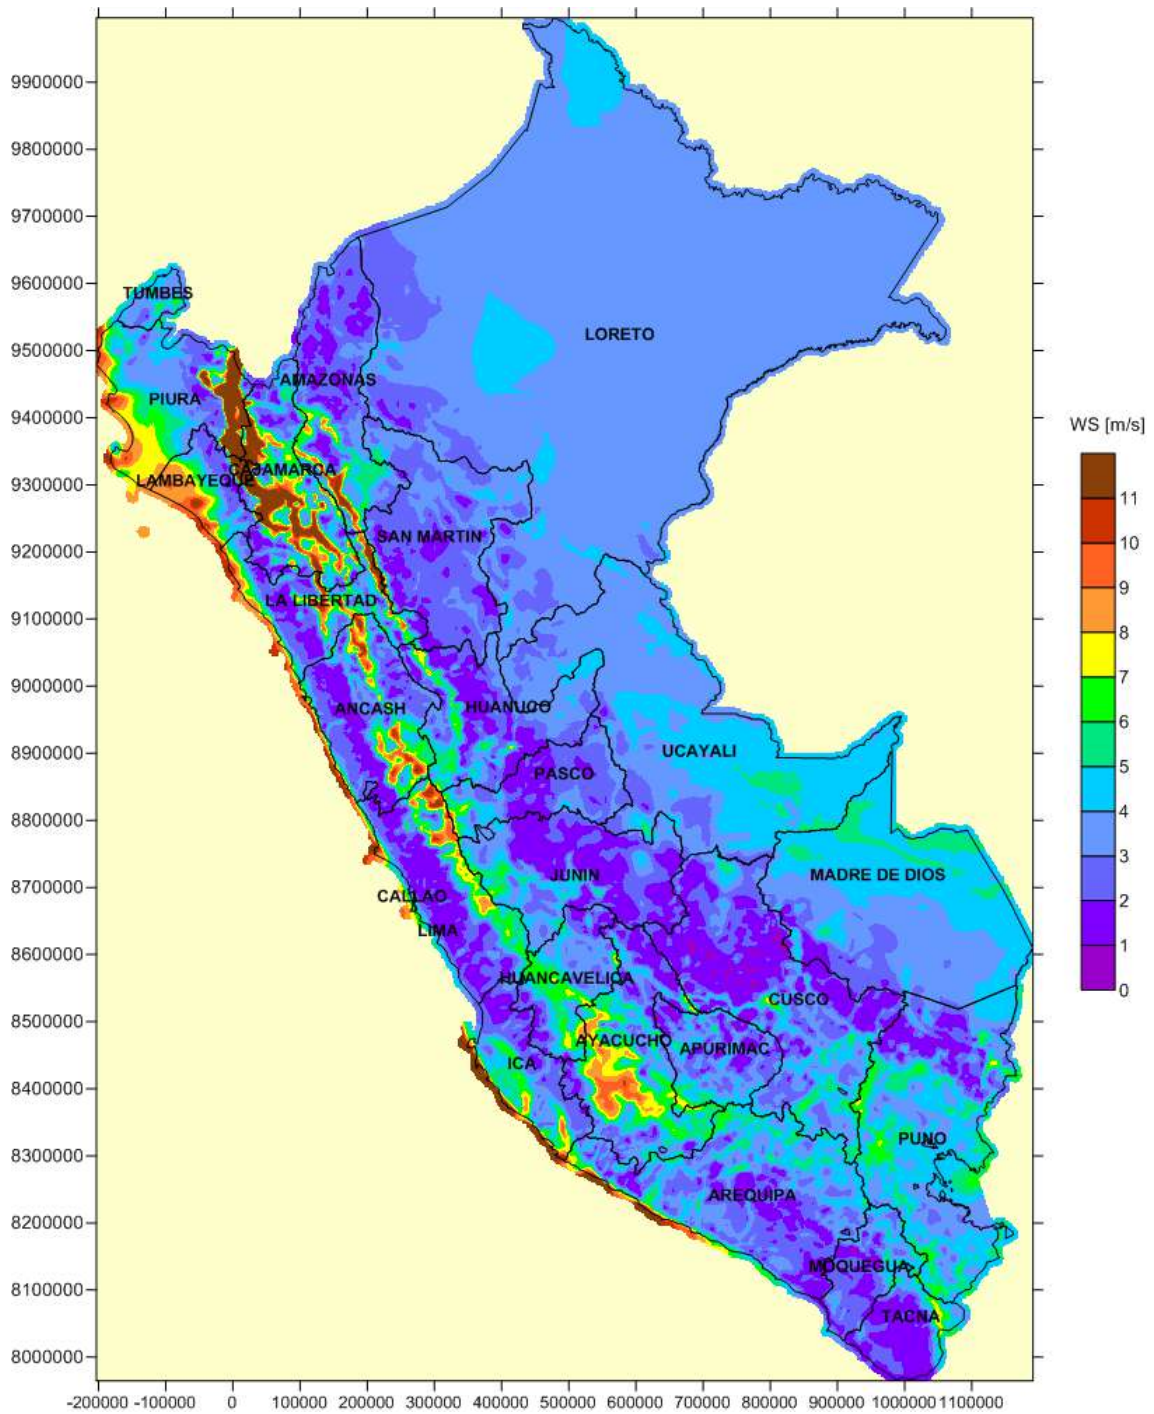 9900000
9800000
9700000
9600000
TUMBES
LORETO
9500000
AMAZONAS
PIURA
9400000
WS [m/s]
CAJAMARCA
LAMBAYEQUE
9300000
11
SAN MARTIN
10
9200000
9
LA LIBERTAD
9100000
8
7
9000000
ANCASH
HUANUCO
6
UCAYALI
8900000
5
PASCO
4
8800000
3
JUNIN
MADRE DE DIOS
8700000
CALLAO
2
LIMA
1
8600000
HUANCAVELICA
0
CUSCO
8500000
AYACUCHO
APURIMAC
ICA
8400000
PUNO
8300000
AREQUIPA
8200000
MOQUEGUA
8100000
TACNA
8000000
-200000 -100000 0 100000 200000 300000 400000 500000 600000 700000 800000 900000 1000000 1100000